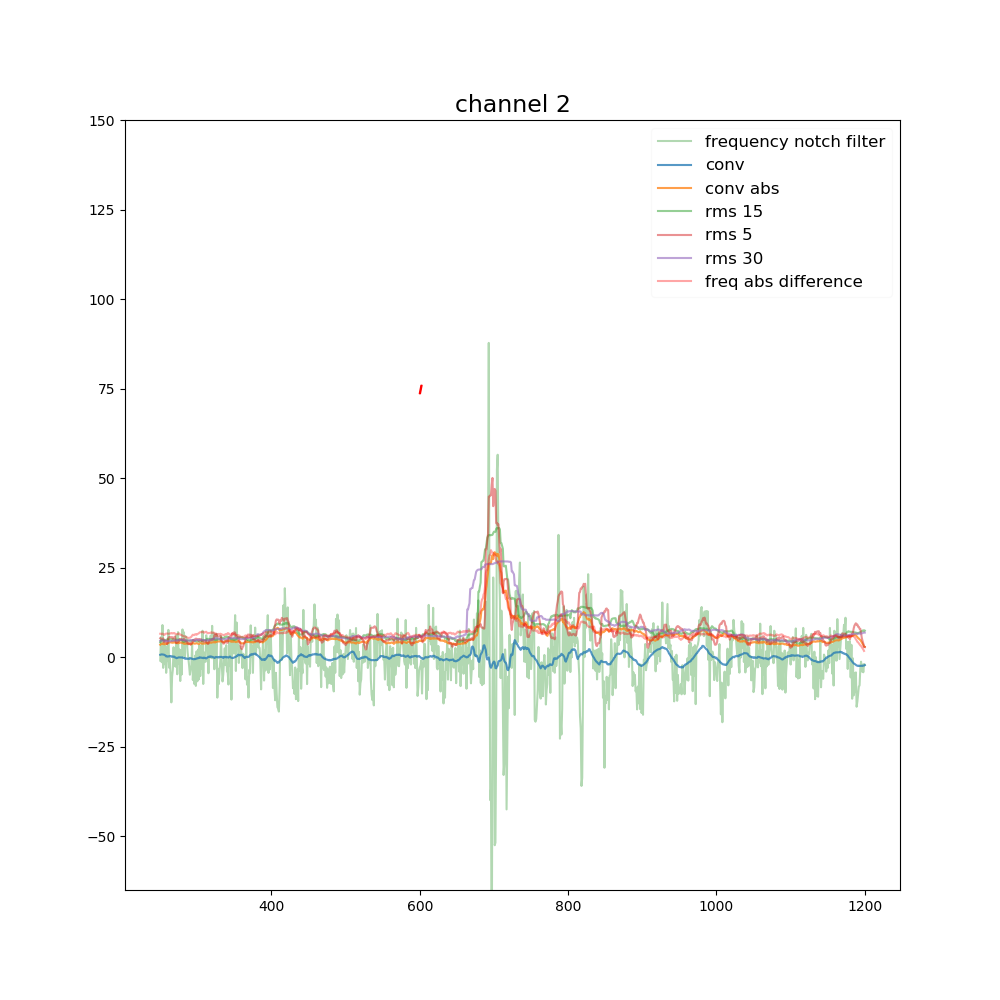 channel 2
150
125
100
75
50
25
0
−25
−50
400
600
800
1000
1200
frequency notch filter
conv
conv abs
rms 15
rms 5
rms 30
freq abs difference